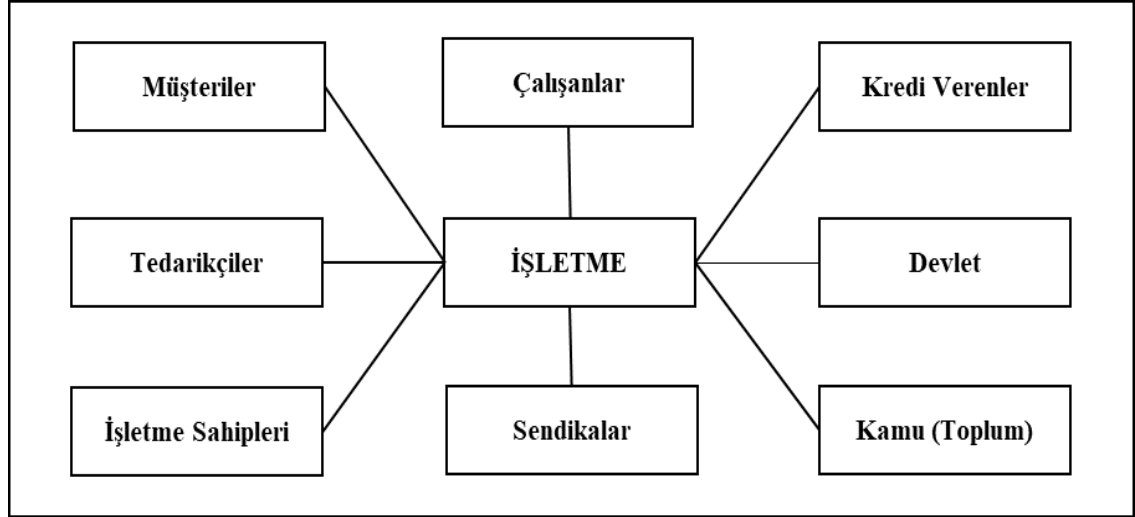 Müşteriler
Çalışanlar
Kredi Verenler
Tedarikçiler
İŞLETME
Devlet
İşletme Sahipleri
Sendikalar
Kamu (Toplum)